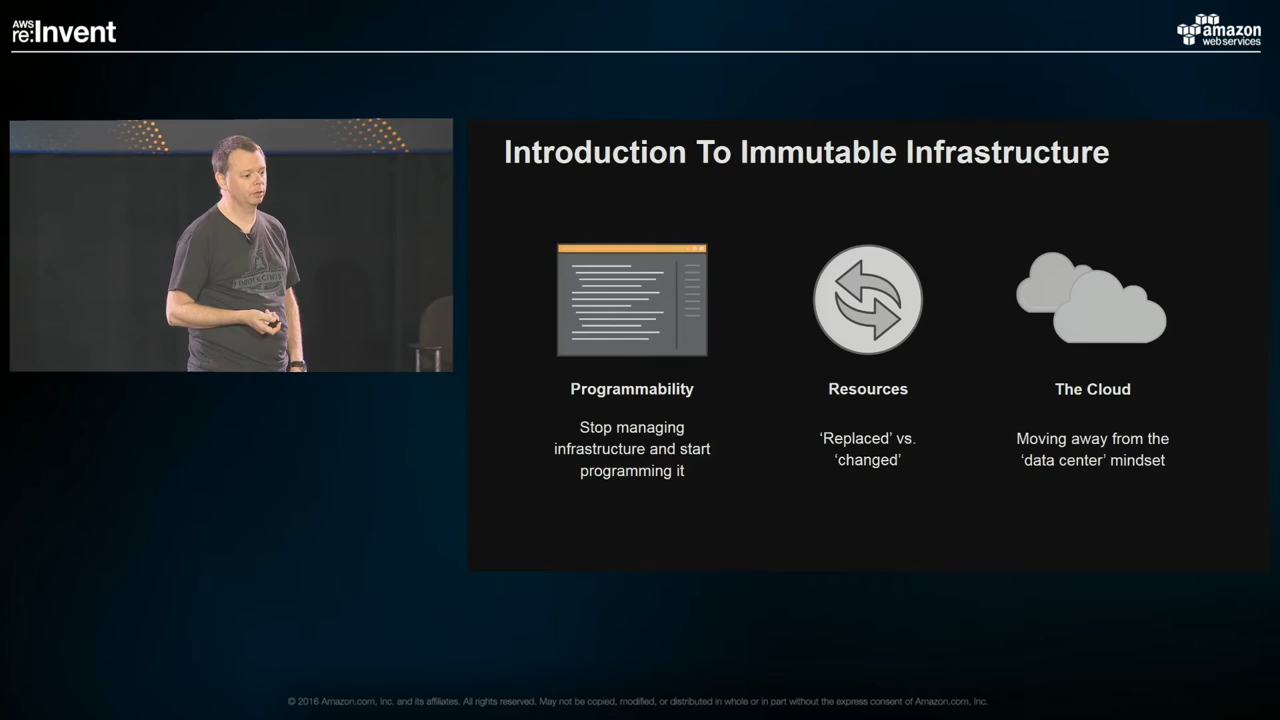 AWS
re:Invent
amazon
web services
Introduction To Immutable Infrastructure
Programmability
Stop managing
infrastructure and start
programming it
Resources
‘Replaced’ vs.
‘changed’
The Cloud
Moving away from the
‘data center’ mindset
© 2016 Amazon.com, Inc. and its affiliates. All rights reserved. May not be copied, modified, or distributed in whole or in part without the express consent of Amazon.com, Inc.